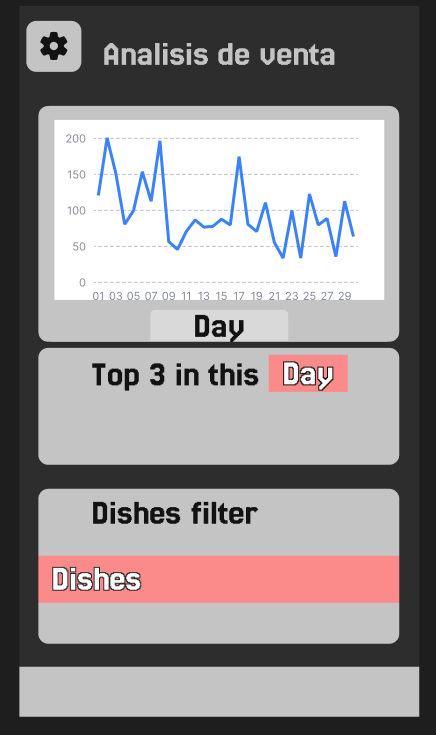 Analisis de venta
200
150
100
50
0
01 03 05 07 09 11 13 15 17 19 21 23 25 27 29
Day
Top 3 in this Day
Dishes filter
Dishes